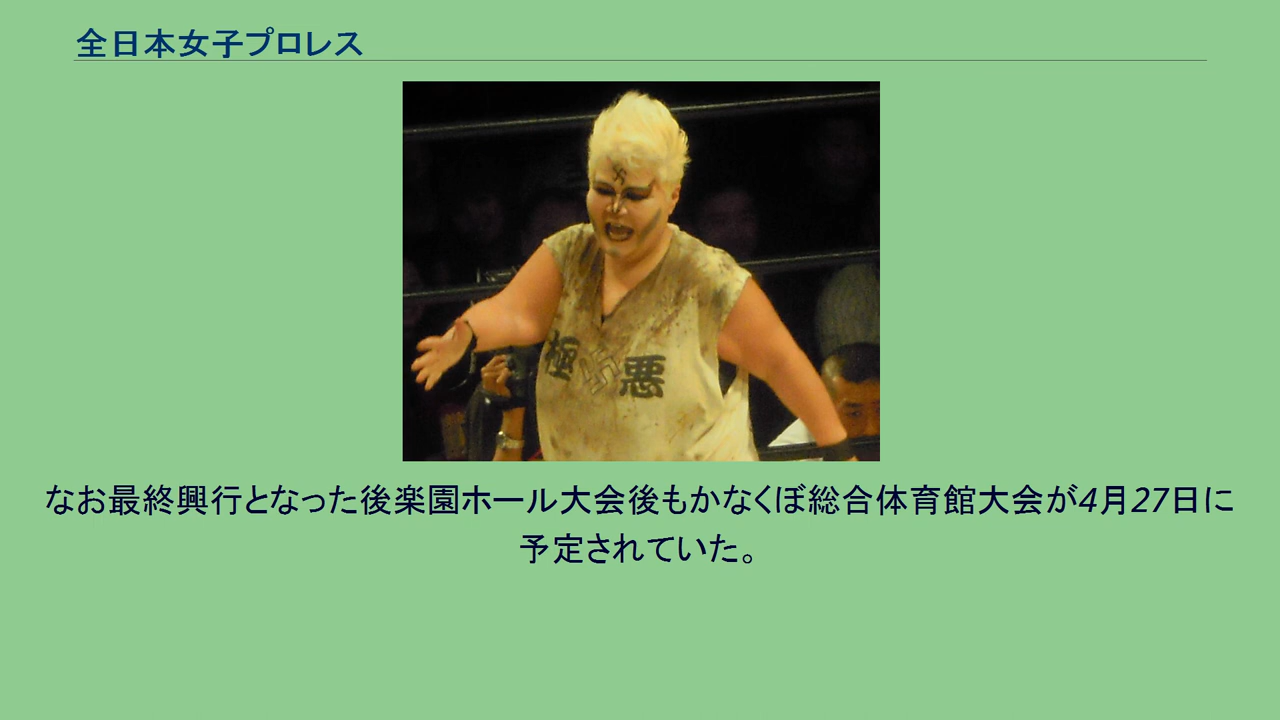 全日本女子プロレス
極卍悪
なお最終興行となった後楽園ホール大会後もかなくぼ総合体育館大会が4月27日に
予定されていた。